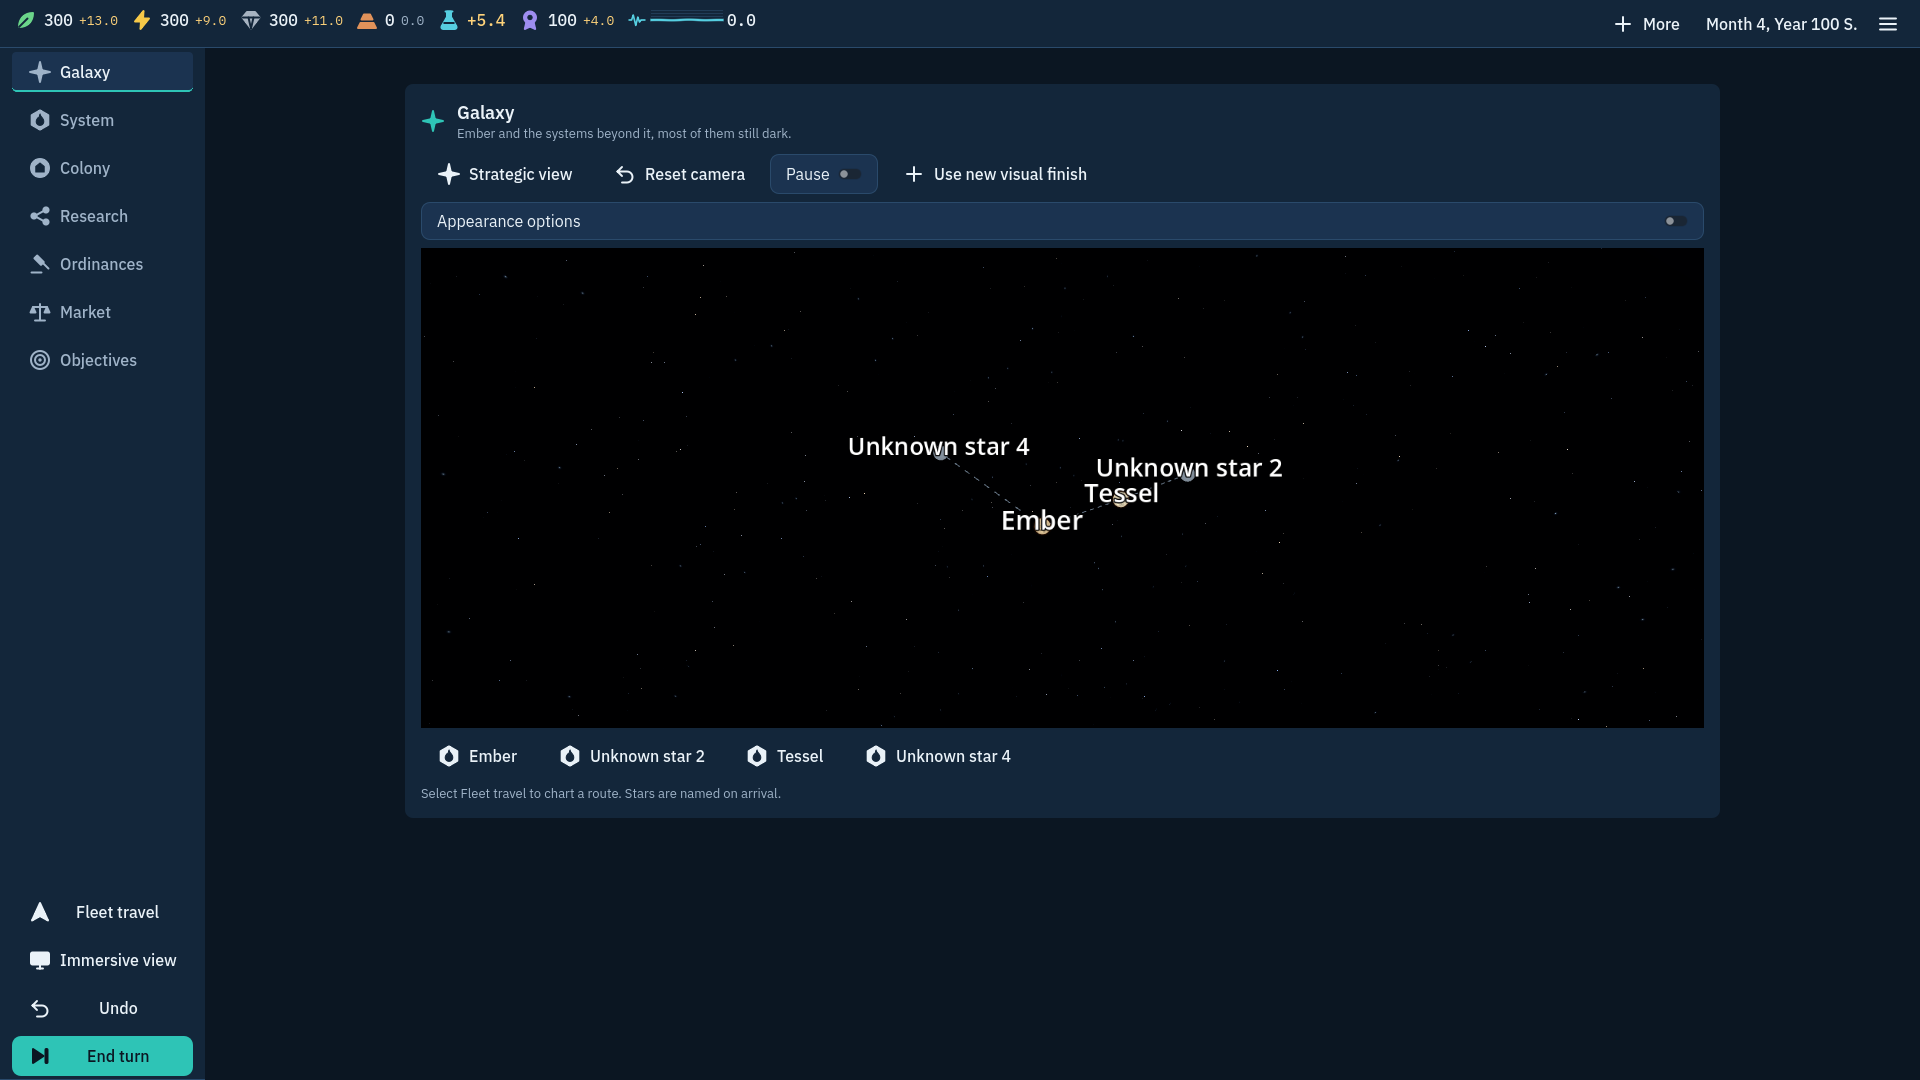 300 +13.0 300 +9.0 300 +11.0 0 0.0 +5.4 100 +4.0 0.0 More Month 4, Year 100 S.
Galaxy
System
Colony
Research
Ordinances
Market
Objectives
Fleet travel
Immersive view
Undo
End turn
Galaxy
Ember and the systems beyond it, most of them still dark.
Strategic view Reset camera Pause Use new visual finish
Appearance options
Unknown star 4
Unknown star 2
Tessel
Ember
Ember Unknown star 2 Tessel Unknown star 4
Select Fleet travel to chart a route. Stars are named on arrival.